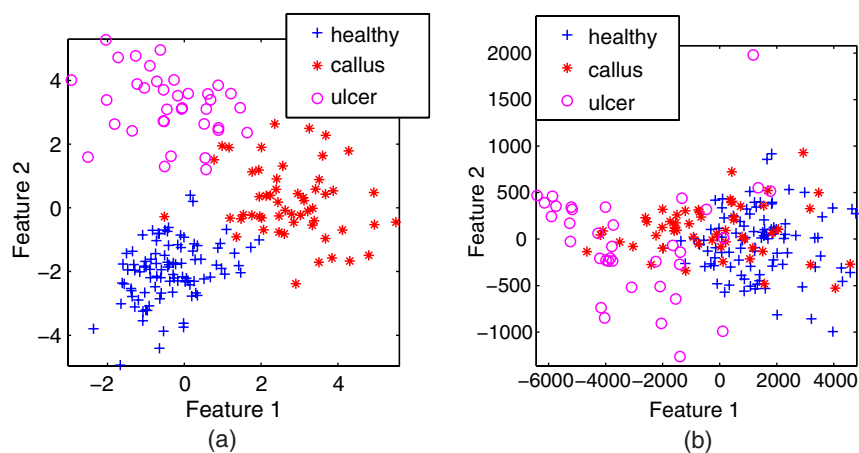 healthy
callus
ulcer
4
2
0
−2
−4
Feature 2
−2 0 2 4
Feature 1
(a)
healthy
callus
ulcer
2000
1500
1000
500
0
−500
−1000
Feature 2
−6000 −4000 −2000 0 2000 4000
Feature 1
(b)